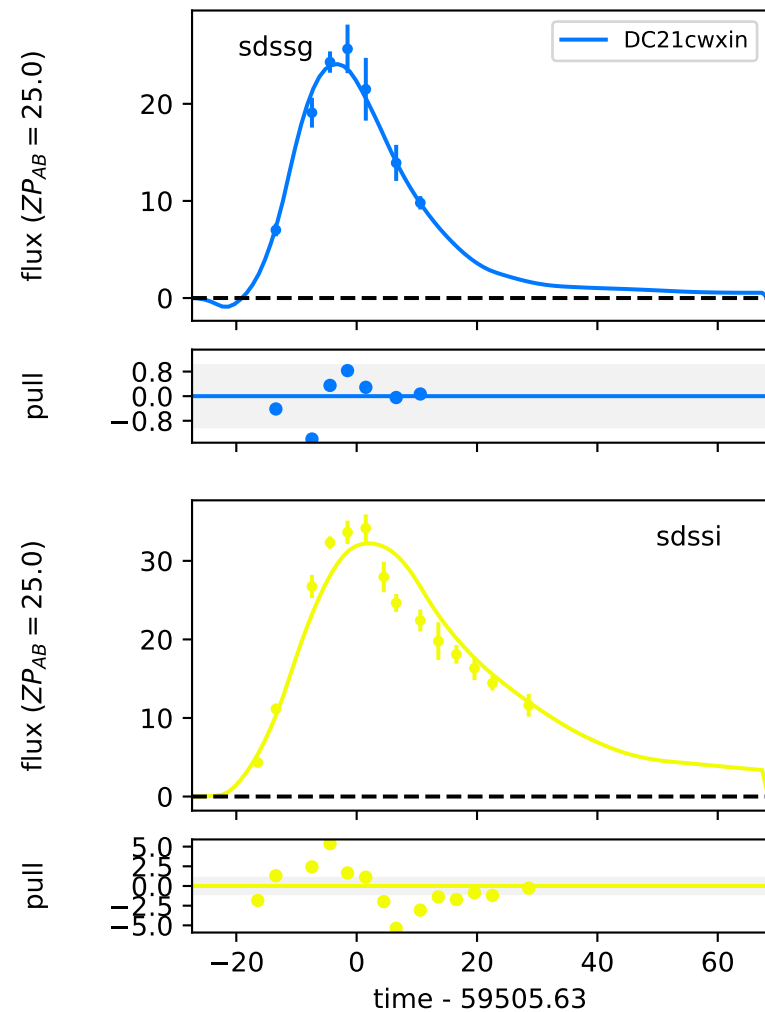 sdssg
DC21cwxin
flux (ZP_AB = 25.0)
20
10
0
pull
0.8
0.0
−0.8
sdssi
flux (ZP_AB = 25.0)
30
20
10
0
pull
5.0
2.5
0.0
−2.5
−5.0
−20 0 20 40 60
time - 59505.63